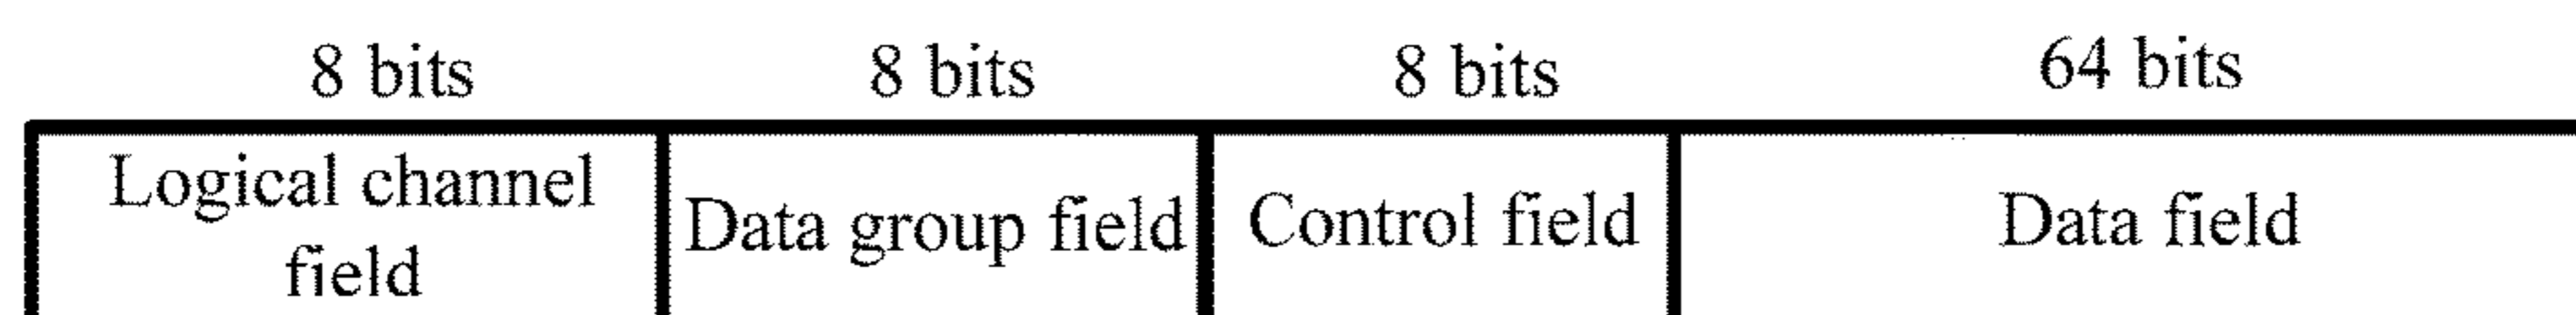 8 bits 8 bits 8 bits 64 bits
Logical channel
field
Data group field
Control field
Data field